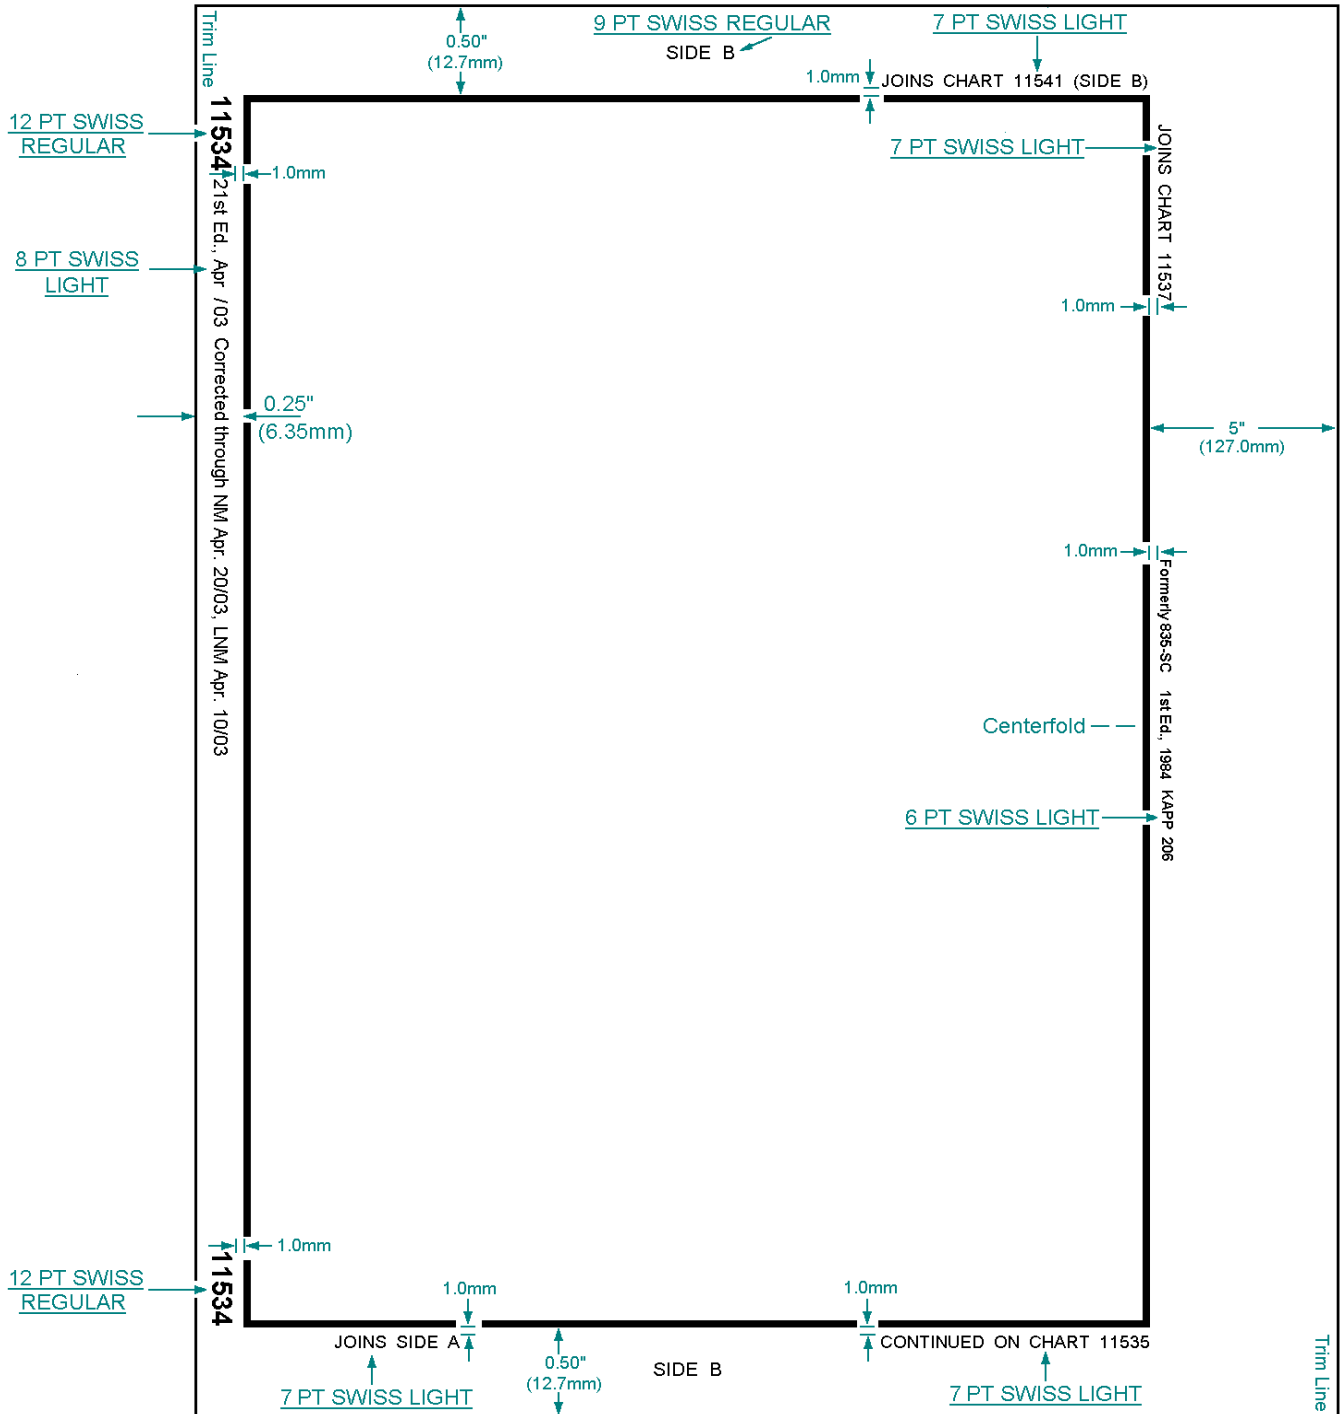 Trim Line
0.50"
(12.7mm)
9 PT SWISS REGULAR
SIDE B
7 PT SWISS LIGHT
1.0mm
JOINS CHART 11541 (SIDE B)
12 PT SWISS
REGULAR
11534
1.0mm
7 PT SWISS LIGHT
JOINS CHART 11537
8 PT SWISS
LIGHT
21st Ed., Apr /03 Corrected through NM Apr. 20/03, LNM Apr. 10/03
1.0mm
0.25"
(6.35mm)
5"
(127.0mm)
1.0mm
Formerly 835-SC 1st Ed., 1984 KAPP 206
Centerfold
6 PT SWISS LIGHT
1.0mm
11534
12 PT SWISS
REGULAR
1.0mm
1.0mm
JOINS SIDE A
CONTINUED ON CHART 11535
0.50"
(12.7mm)
SIDE B
7 PT SWISS LIGHT
7 PT SWISS LIGHT
Trim Line